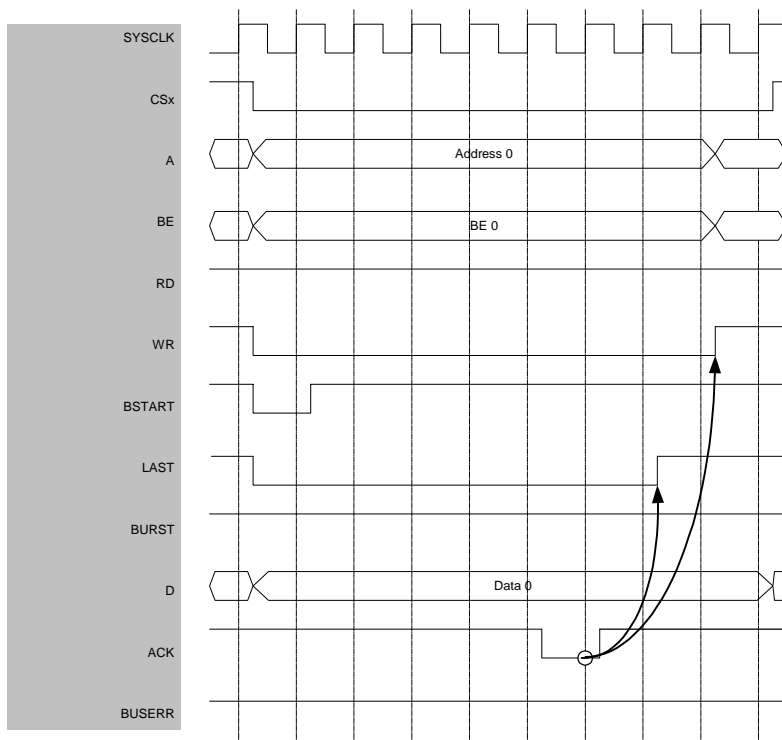 SYSCLK
CSx
A
Address 0
BE
BE 0
RD
WR
BSTART
LAST
BURST
D
Data 0
ACK
BUSERR